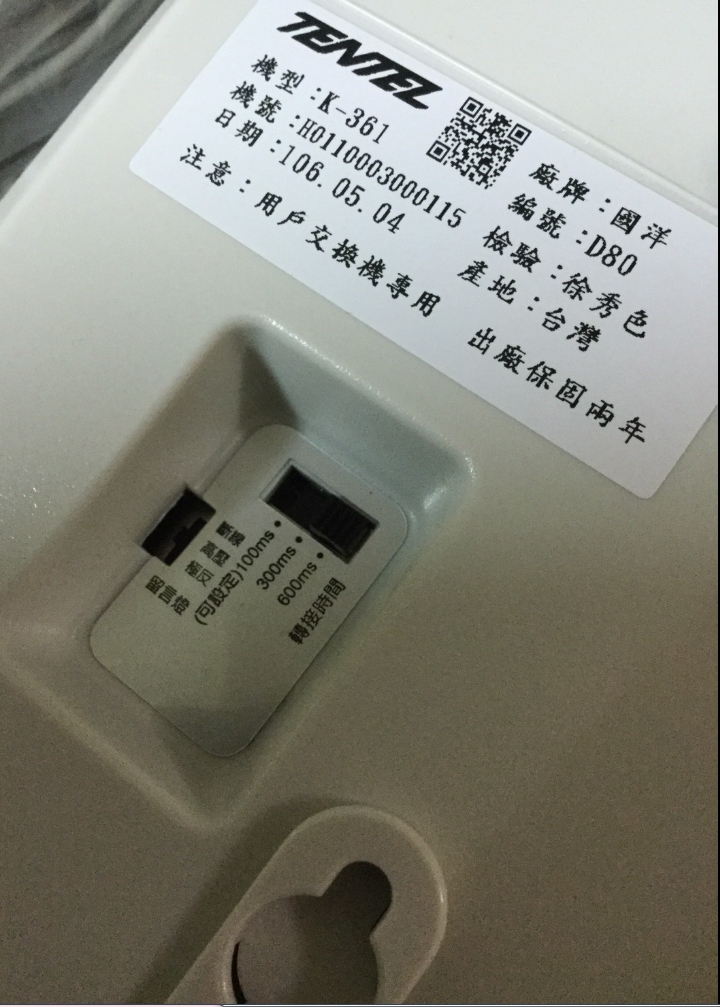 TENTEL
機型：K-361
廠牌：國洋
機號：H0110003000115
編號：D80
日期：106.05.04
檢驗：徐秀色
產地：台灣
注意：用戶交換機專用
出廠保固兩年
斷線
高壓
極反
(可設定)
留言燈
100ms
300ms
600ms
轉接時間